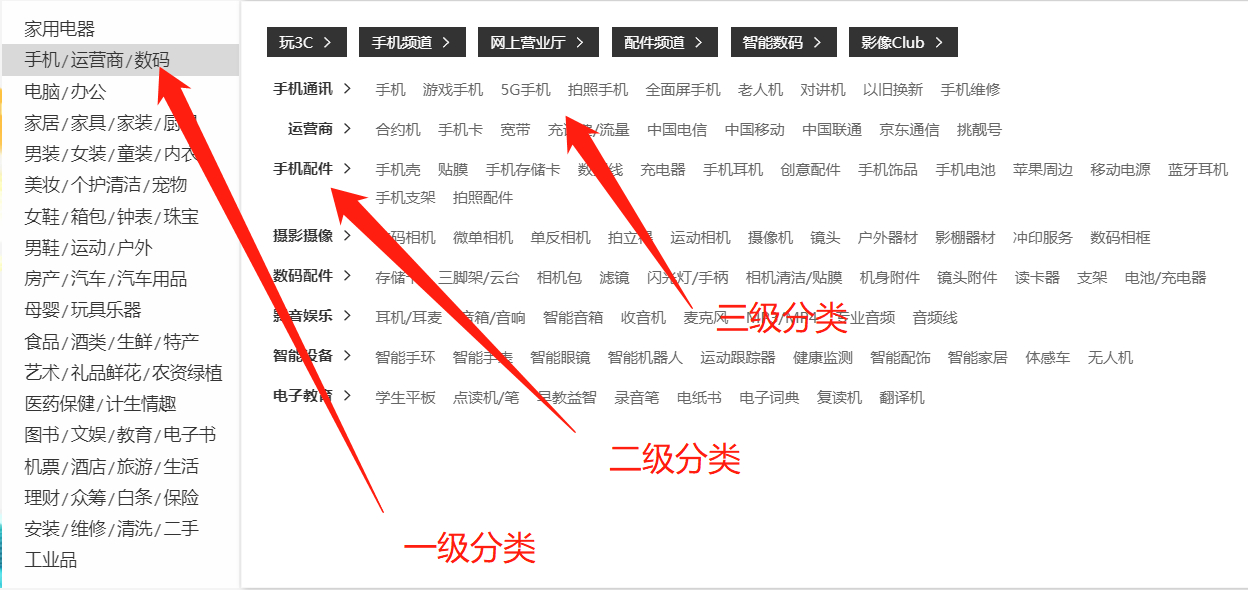 家用电器
手机/运营商/数码
电脑/办公
家居/家具/家装/厨
男装/女装/童装/内衣
美妆/个护清洁/宠物
女鞋/箱包/钟表/珠宝
男鞋/运动/户外
房产/汽车/汽车用品
母婴/玩具乐器
食品/酒类/生鲜/特产
艺术/礼品鲜花/农资绿植
医药保健/计生情趣
图书/文娱/教育/电子书
机票/酒店/旅游/生活
理财/众筹/白条/保险
安装/维修/清洗/二手
工业品
玩3C > 手机频道 > 网上营业厅 > 配件频道 > 智能数码 > 影像Club >
手机通讯 > 手机 游戏手机 5G手机 拍照手机 全面屏手机 老人机 对讲机 以旧换新 手机维修
运营商 > 合约机 手机卡 宽带 充话费/流量 中国电信 中国移动 中国联通 京东通信 挑靓号
手机配件 > 手机壳 贴膜 手机存储卡 数据线 充电器 手机耳机 创意配件 手机饰品 手机电池 苹果周边 移动电源 蓝牙耳机
手机支架 拍照配件
摄影摄像 > 数码相机 微单相机 单反相机 拍立得 运动相机 摄像机 镜头 户外器材 影棚器材 冲印服务 数码相框
数码配件 > 存储卡 三脚架/云台 相机包 滤镜 闪光灯/手柄 相机清洁/贴膜 机身附件 镜头附件 读卡器 支架 电池/充电器
影音娱乐 > 耳机/耳麦 音箱/音响 智能音箱 收音机 麦克风 MP3/MP4 专业音频 音频线
三级分类
智能设备 > 智能手环 智能手表 智能眼镜 智能机器人 运动跟踪器 健康监测 智能配饰 智能家居 体感车 无人机
电子教育 > 学生平板 点读机/笔 早教益智 录音笔 电纸书 电子词典 复读机 翻译机
二级分类
一级分类